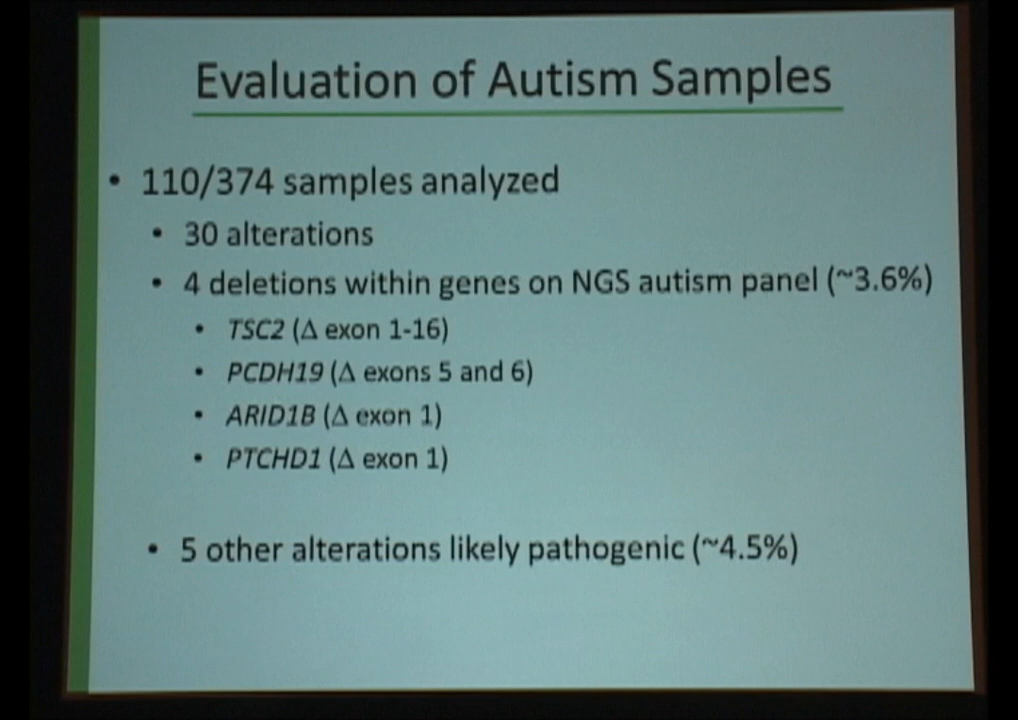 Evaluation of Autism Samples
• 110/374 samples analyzed
• 30 alterations
• 4 deletions within genes on NGS autism panel (~3.6%)
• TSC2 (Δ exon 1-16)
• PCDH19 (Δ exons 5 and 6)
• ARID1B (Δ exon 1)
• PTCHD1 (Δ exon 1)
• 5 other alterations likely pathogenic (~4.5%)